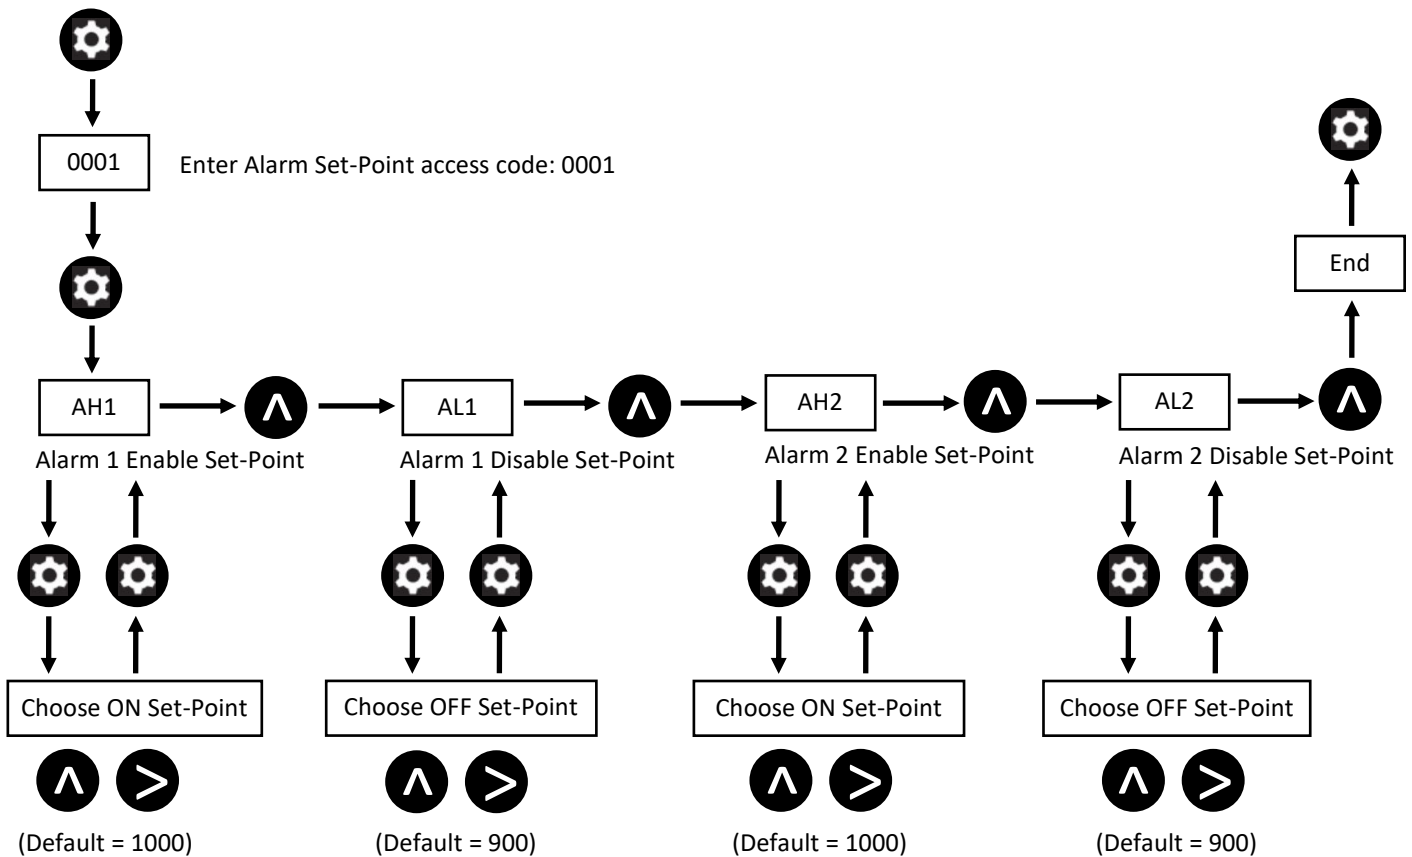 0001
Enter Alarm Set-Point access code: 0001
End
AH1
AL1
AH2
AL2
Alarm 1 Enable Set-Point
Alarm 1 Disable Set-Point
Alarm 2 Enable Set-Point
Alarm 2 Disable Set-Point
Choose ON Set-Point
Choose OFF Set-Point
Choose ON Set-Point
Choose OFF Set-Point
(Default = 1000)
(Default = 900)
(Default = 1000)
(Default = 900)